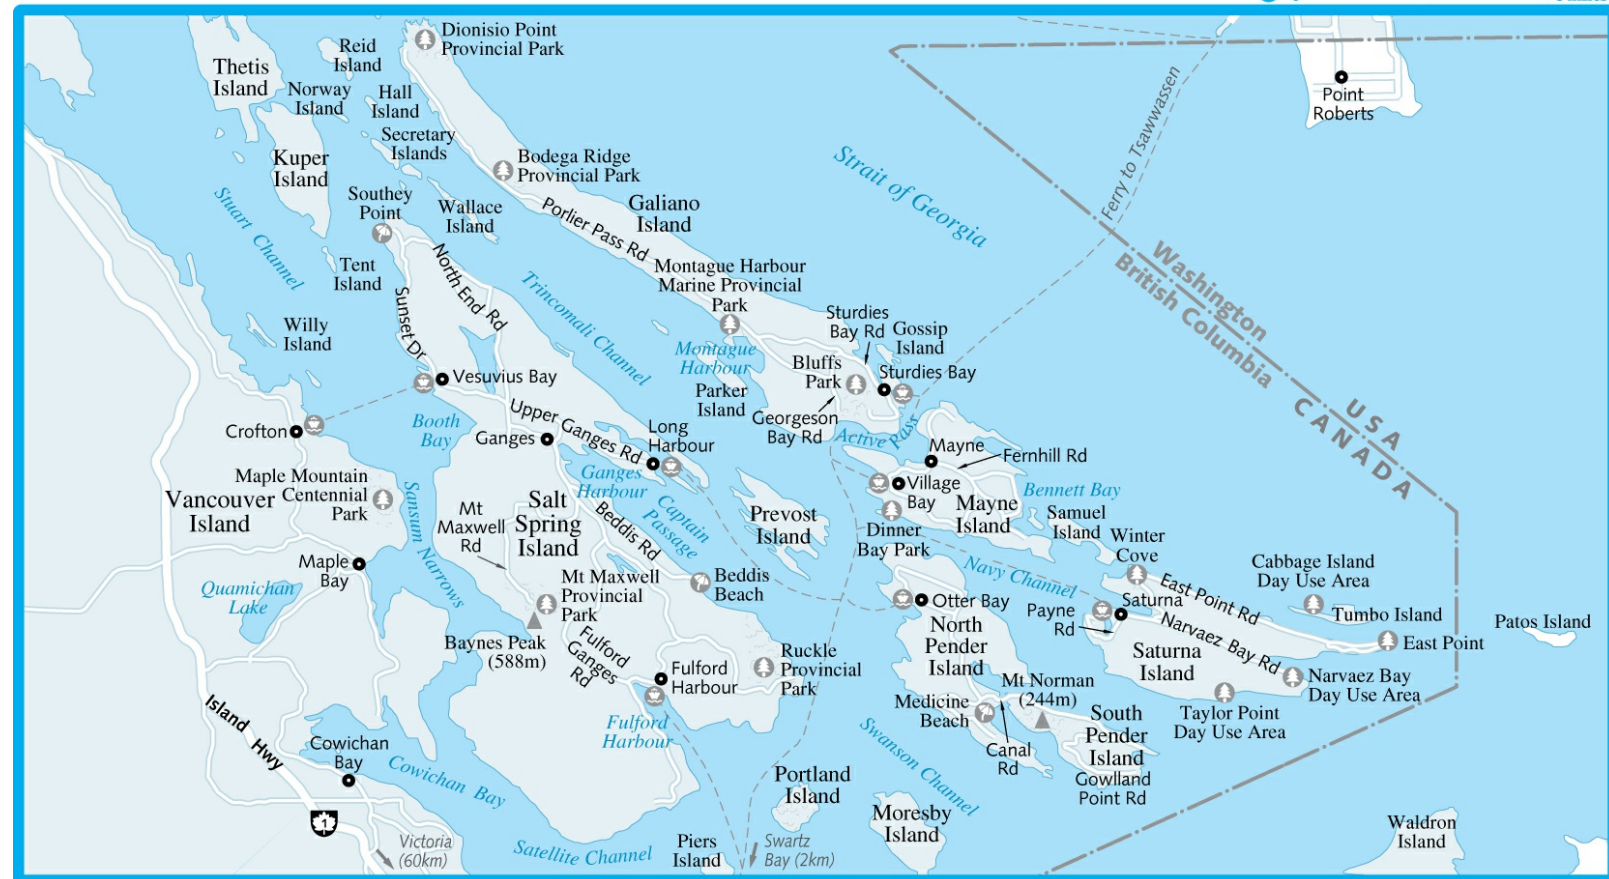 Dionisio Point
Provincial Park
Reid
Island
Thetis
Island
Norway
Island
Hall
Island
Secretary
Islands
Kuper
Island
Bodega Ridge
Provincial Park
Southey
Point
Wallace
Island
Galiano
Island
Porlier Pass Rd
Stuart Channel
Strait of Georgia
Ferry to Tsawwassen
Point
Roberts
Washington
British Columbia
USA
CANADA
Tent
Island
North End Rd
Sunset Dr
Trincomali Channel
Montague Harbour
Marine Provincial
Park
Willy
Island
Montague
Harbour
Sturdies
Bay Rd
Gossip
Island
Bluffs
Park
Sturdies Bay
Parker
Island
Georgeson
Bay Rd
Active Pass
Vesuvius Bay
Crofton
Booth
Bay
Upper Ganges Rd
Ganges
Long
Harbour
Ganges
Harbour
Mayne
Fernhill Rd
Village
Bay
Mayne
Island
Bennett Bay
Maple Mountain
Centennial
Park
Vancouver
Island
Sansum Narrows
Mt
Maxwell
Rd
Salt
Spring
Island
Beddis Rd
Captain
Passage
Prevost
Island
Dinner
Bay Park
Samuel
Island
Winter
Cove
Cabbage Island
Day Use Area
Navy Channel
East Point Rd
Maple
Bay
Quamichan
Lake
Mt Maxwell
Provincial
Park
Beddis
Beach
Otter Bay
Payne
Rd
Saturna
Tumbo Island
Patos Island
East Point
Baynes Peak
(588m)
Fulford
Ganges
Rd
Fulford
Harbour
Ruckle
Provincial
Park
North
Pender
Island
Narvaez Bay Rd
Saturna
Island
Mt Norman
(244m)
Narvaez Bay
Day Use Area
Medicine
Beach
Taylor Point
Day Use Area
South
Pender
Island
Island Hwy
Fulford
Harbour
Swanson Channel
Canal
Rd
Gowlland
Point Rd
Cowichan
Bay
Cowichan Bay
Portland
Island
Moresby
Island
Waldron
Island
1
Victoria
(60km)
Satellite Channel
Piers
Island
Swartz
Bay (2km)